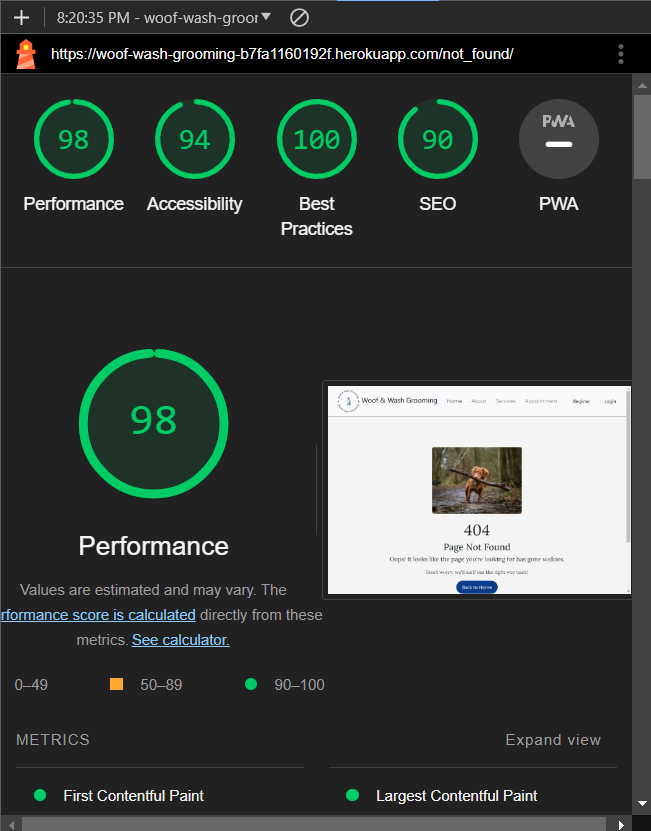 8:20:35 PM - woof-wash-groor
https://woof-wash-grooming-b7fa1160192f.herokuapp.com/not_found/
98
94
100
90
PWA
Performance
Accessibility
Best
Practices
SEO
PWA
98
Performance
Values are estimated and may vary. The
rformance score is calculated directly from these
metrics. See calculator.
Woof & Wash Grooming
Home
About
Services
Appointment
Register
Login
404
Page Not Found
Oops! It looks like the page you're looking for has gone walkies.
Don't worry, we'll sniff out the right way back!
Back to Home
0–49
50–89
90–100
METRICS
Expand view
First Contentful Paint
Largest Contentful Paint